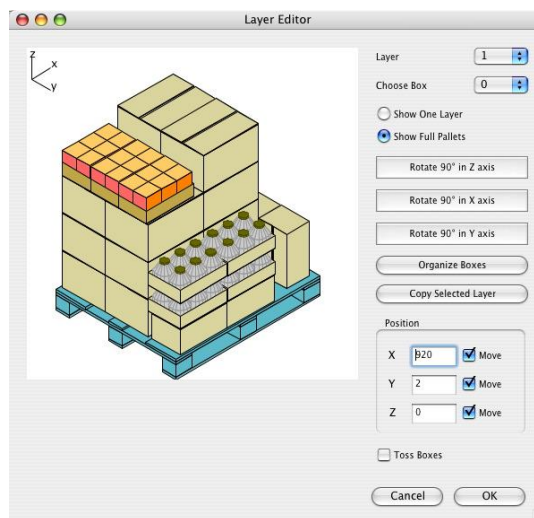 Layer Editor
z
x
y
Layer 1
Choose Box 0
Show One Layer
Show Full Pallets
Rotate 90° in Z axis
Rotate 90° in X axis
Rotate 90° in Y axis
Organize Boxes
Copy Selected Layer
Position
X 920 Move
Y 2 Move
Z 0 Move
Toss Boxes
Cancel OK